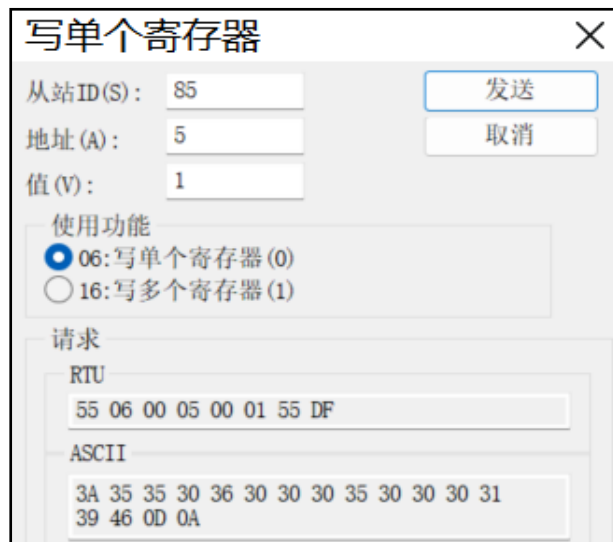 写单个寄存器
从站ID(S): 85 发送
地址(A): 5 取消
值(V): 1
使用功能
06:写单个寄存器(0)
16:写多个寄存器(1)
请求
RTU
55 06 00 05 00 01 55 DF
ASCII
3A 35 35 30 36 30 30 30 35 30 30 30 31
39 46 0D 0A